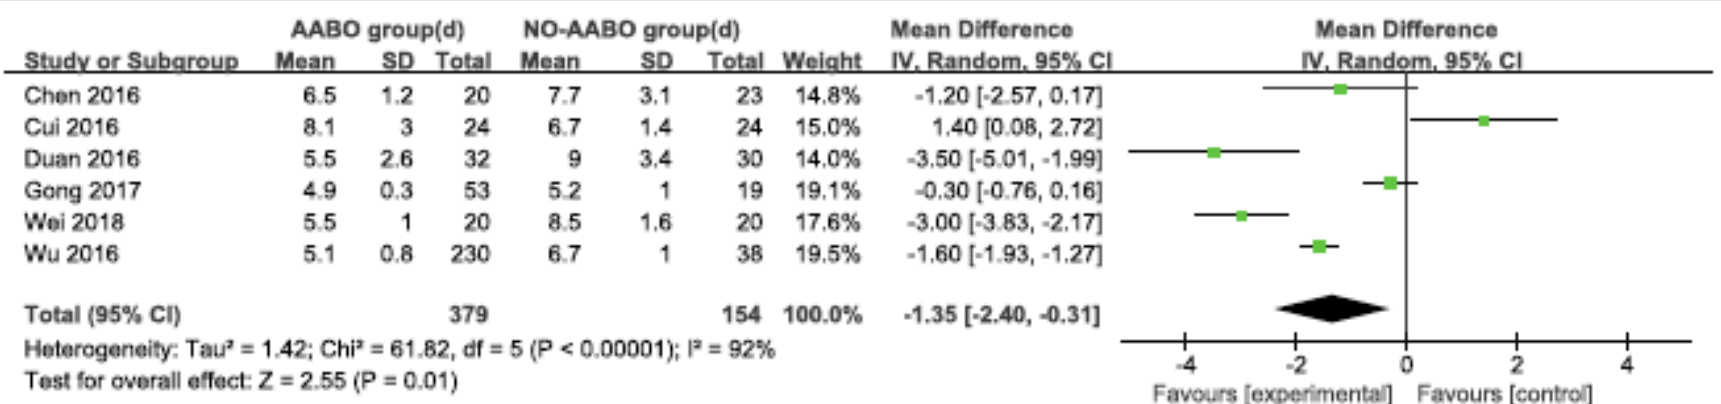 AABO group(d) NO-AABO group(d) Mean Difference Mean Difference
Study or Subgroup Mean SD Total Mean SD Total Weight IV, Random, 95% CI IV, Random, 95% CI
Chen 2016 6.5 1.2 20 7.7 3.1 23 14.8% -1.20 [-2.57, 0.17]
Cui 2016 8.1 3 24 6.7 1.4 24 15.0% 1.40 [0.08, 2.72]
Duan 2016 5.5 2.6 32 9 3.4 30 14.0% -3.50 [-5.01, -1.99]
Gong 2017 4.9 0.3 53 5.2 1 19 19.1% -0.30 [-0.76, 0.16]
Wei 2018 5.5 1 20 8.5 1.6 20 17.6% -3.00 [-3.83, -2.17]
Wu 2016 5.1 0.8 230 6.7 1 38 19.5% -1.60 [-1.93, -1.27]
Total (95% CI) 379 154 100.0% -1.35 [-2.40, -0.31]
Heterogeneity: Tau² = 1.42; Chi² = 61.82, df = 5 (P < 0.00001); I² = 92%
Test for overall effect: Z = 2.55 (P = 0.01)
-4 -2 0 2 4
Favours [experimental] Favours [control]